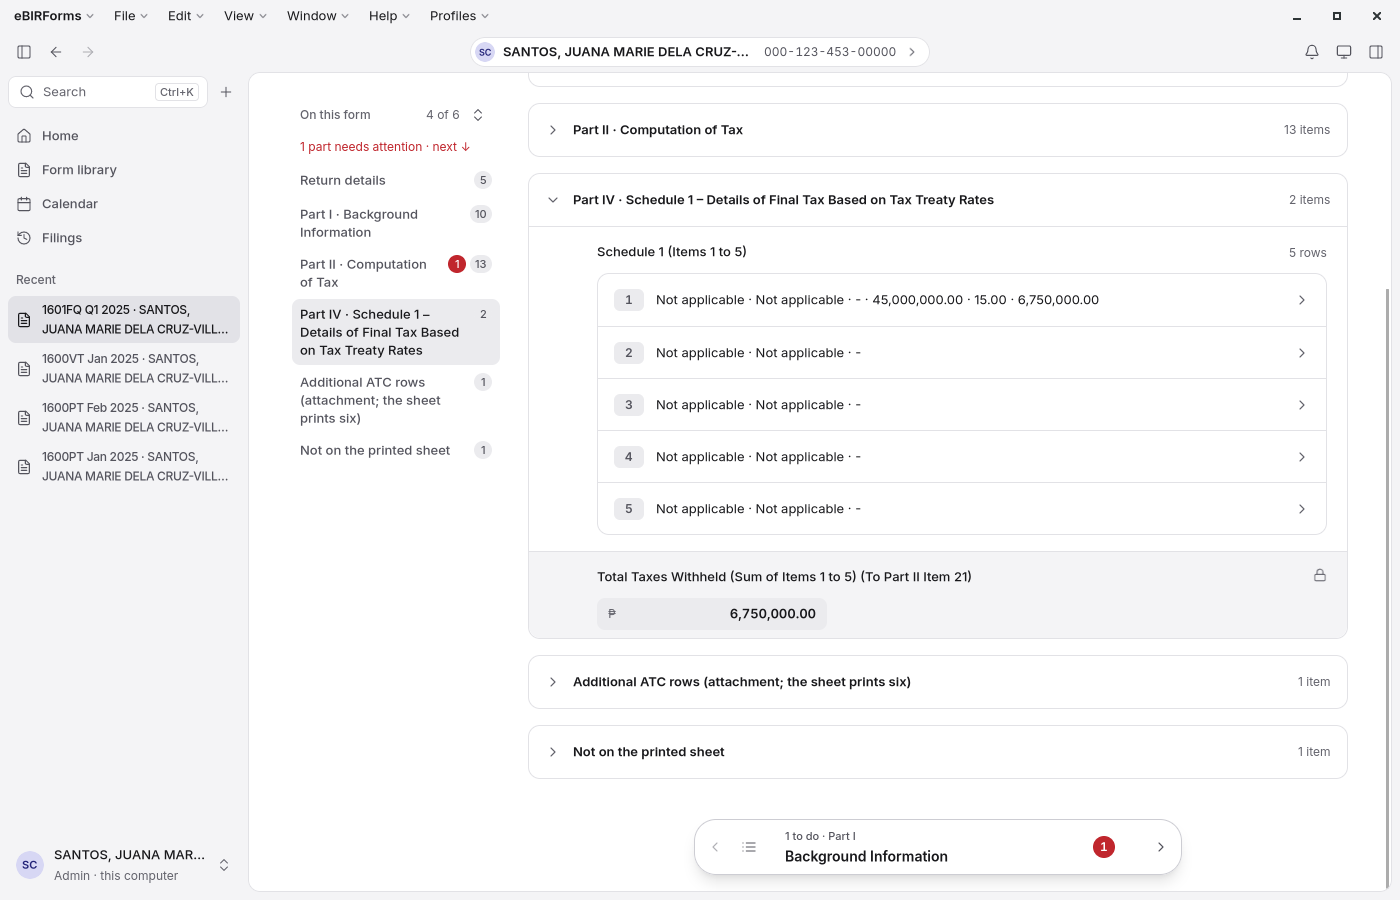 eBIRForms File Edit View Window Help Profiles
SC SANTOS, JUANA MARIE DELA CRUZ-... 000-123-453-00000
Search Ctrl+K
Home
Form library
Calendar
Filings
Recent
1601FQ Q1 2025 · SANTOS,
JUANA MARIE DELA CRUZ-VILL...
1600VT Jan 2025 · SANTOS,
JUANA MARIE DELA CRUZ-VILL...
1600PT Feb 2025 · SANTOS,
JUANA MARIE DELA CRUZ-VILL...
1600PT Jan 2025 · SANTOS,
JUANA MARIE DELA CRUZ-VILL...
SC SANTOS, JUANA MAR...
Admin · this computer
On this form 4 of 6
1 part needs attention · next ↓
Return details 5
Part I · Background 10
Information
Part II · Computation 1 13
of Tax
Part IV · Schedule 1 – 2
Details of Final Tax Based
on Tax Treaty Rates
Additional ATC rows 1
(attachment; the sheet
prints six)
Not on the printed sheet 1
Part II · Computation of Tax 13 items
Part IV · Schedule 1 – Details of Final Tax Based on Tax Treaty Rates 2 items
Schedule 1 (Items 1 to 5) 5 rows
1 Not applicable · Not applicable · - · 45,000,000.00 · 15.00 · 6,750,000.00
2 Not applicable · Not applicable · -
3 Not applicable · Not applicable · -
4 Not applicable · Not applicable · -
5 Not applicable · Not applicable · -
Total Taxes Withheld (Sum of Items 1 to 5) (To Part II Item 21)
₱ 6,750,000.00
Additional ATC rows (attachment; the sheet prints six) 1 item
Not on the printed sheet 1 item
1 to do · Part I
Background Information 1